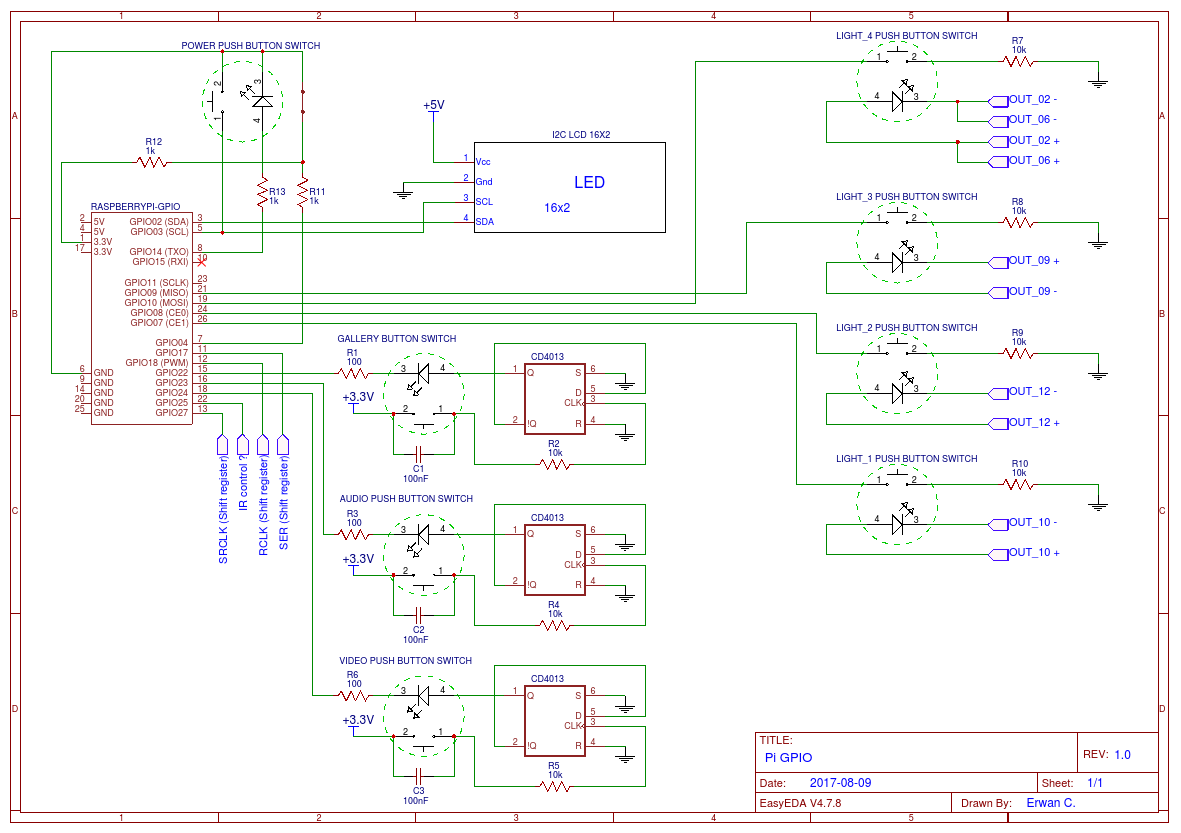 1 2 3 4 5
A
B
C
D
A
B
C
D
1 2 3 4 5
POWER PUSH BUTTON SWITCH
2
1
3
4
R12
1k
R13
1k
R11
1k
RASPBERRYPI-GPIO
2 5V
4 5V
1 3.3V
17 3.3V
6 GND
9 GND
14 GND
20 GND
25 GND
GPIO02 (SDA) 3
GPIO03 (SCL) 5
GPIO14 (TXO) 8
GPIO15 (RXI) 10
GPIO11 (SCLK) 23
GPIO09 (MISO) 21
GPIO10 (MOSI) 19
GPIO08 (CE0) 24
GPIO07 (CE1) 26
GPIO04 7
GPIO17 11
GPIO18 (PWM) 12
GPIO22 15
GPIO23 16
GPIO24 18
GPIO25 22
GPIO27 13
SRCLK (Shift register)
IR control ?
RCLK (Shift register)
SER (Shift register)
+5V
I2C LCD 16X2
1 Vcc
2 Gnd
3 SCL
4 SDA
LED
16x2
GALLERY BUTTON SWITCH
R1
100
3 4
+3.3V
2 1
C1
100nF
CD4013
1 Q
2 !Q
S 6
D 5
CLK 3
R 4
R2
10k
AUDIO PUSH BUTTON SWITCH
R3
100
3 4
+3.3V
2 1
C2
100nF
CD4013
1 Q
2 !Q
S 6
D 5
CLK 3
R 4
R4
10k
VIDEO PUSH BUTTON SWITCH
R6
100
3 4
+3.3V
2 1
C3
100nF
CD4013
1 Q
2 !Q
S 6
D 5
CLK 3
R 4
R5
10k
LIGHT_4 PUSH BUTTON SWITCH
1 2
4 3
R7
10k
OUT_02 -
OUT_06 -
OUT_02 +
OUT_06 +
LIGHT_3 PUSH BUTTON SWITCH
1 2
4 3
R8
10k
OUT_09 +
OUT_09 -
LIGHT_2 PUSH BUTTON SWITCH
1 2
4 3
R9
10k
OUT_12 -
OUT_12 +
LIGHT_1 PUSH BUTTON SWITCH
1 2
4 3
R10
10k
OUT_10 -
OUT_10 +
TITLE:
Pi GPIO
REV: 1.0
Date: 2017-08-09
Sheet: 1/1
EasyEDA V4.7.8
Drawn By: Erwan C.